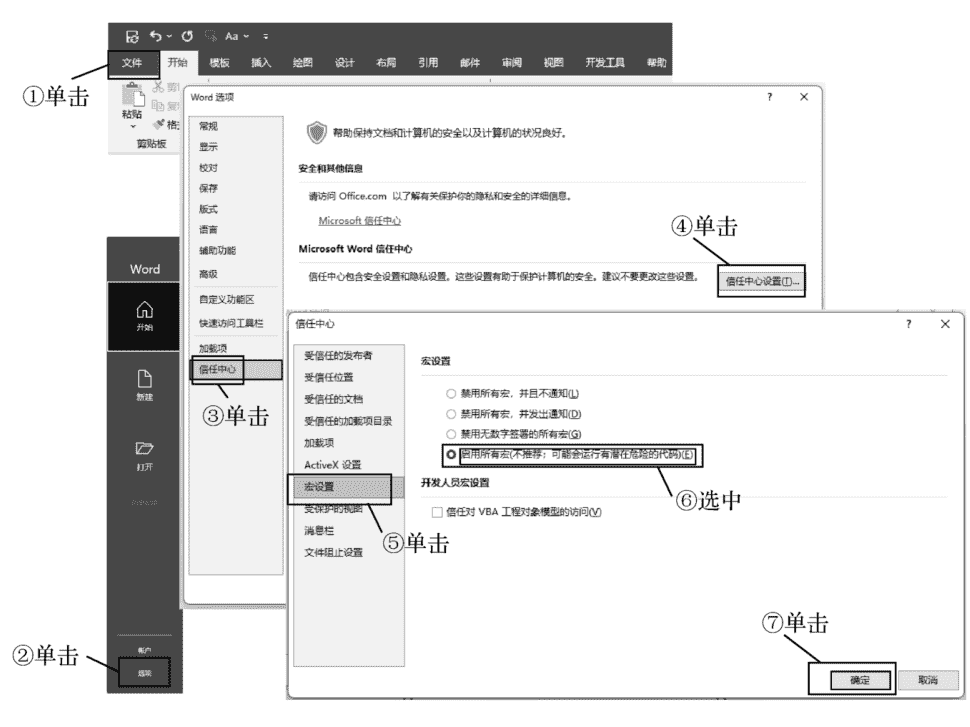 Aa
文件 开始 模板 插入 绘图 设计 布局 引用 邮件 审阅 视图 开发工具 帮助
①单击
粘贴
剪贴板
Word 选项
?
常规
显示
校对
保存
版式
语言
辅助功能
高级
自定义功能区
快速访问工具栏
加载项
信任中心
③单击
帮助保持文档和计算机的安全以及计算机的状况良好。
安全和其他信息
请访问 Office.com 以了解有关保护你的隐私和安全的详细信息。
Microsoft 信任中心
Microsoft Word 信任中心
信任中心包含安全设置和隐私设置。这些设置有助于保护计算机的安全。建议不要更改这些设置。
④单击
信任中心设置(T)...
Word
开始
新建
打开
帐户
选项
②单击
信任中心
?
受信任的发布者
受信任位置
受信任的文档
受信任的加载项目录
加载项
ActiveX 设置
宏设置
受保护的视图
消息栏
文件阻止设置
⑤单击
宏设置
禁用所有宏，并且不通知(L)
禁用所有宏，并发出通知(D)
禁用无数字签署的所有宏(G)
启用所有宏(不推荐；可能会运行有潜在危险的代码)(E)
⑥选中
开发人员宏设置
信任对 VBA 工程对象模型的访问(V)
⑦单击
确定
取消